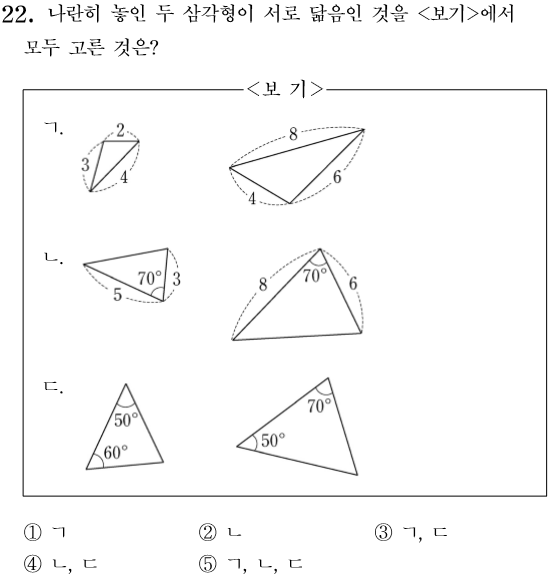 22. 나란히 놓인 두 삼각형이 서로 닮음인 것을 <보기>에서
모두 고른 것은?
<보 기>
ㄱ.
2
3
4
8
4
6
ㄴ.
70°
3
5
8
70°
6
ㄷ.
50°
60°
70°
50°
① ㄱ ② ㄴ ③ ㄱ, ㄷ
④ ㄴ, ㄷ ⑤ ㄱ, ㄴ, ㄷ